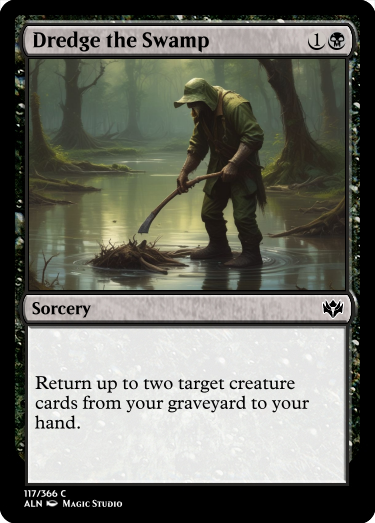 Dredge the Swamp 1
Sorcery
Return up to two target creature
cards from your graveyard to your
hand.
117/366 C
ALN Magic Studio